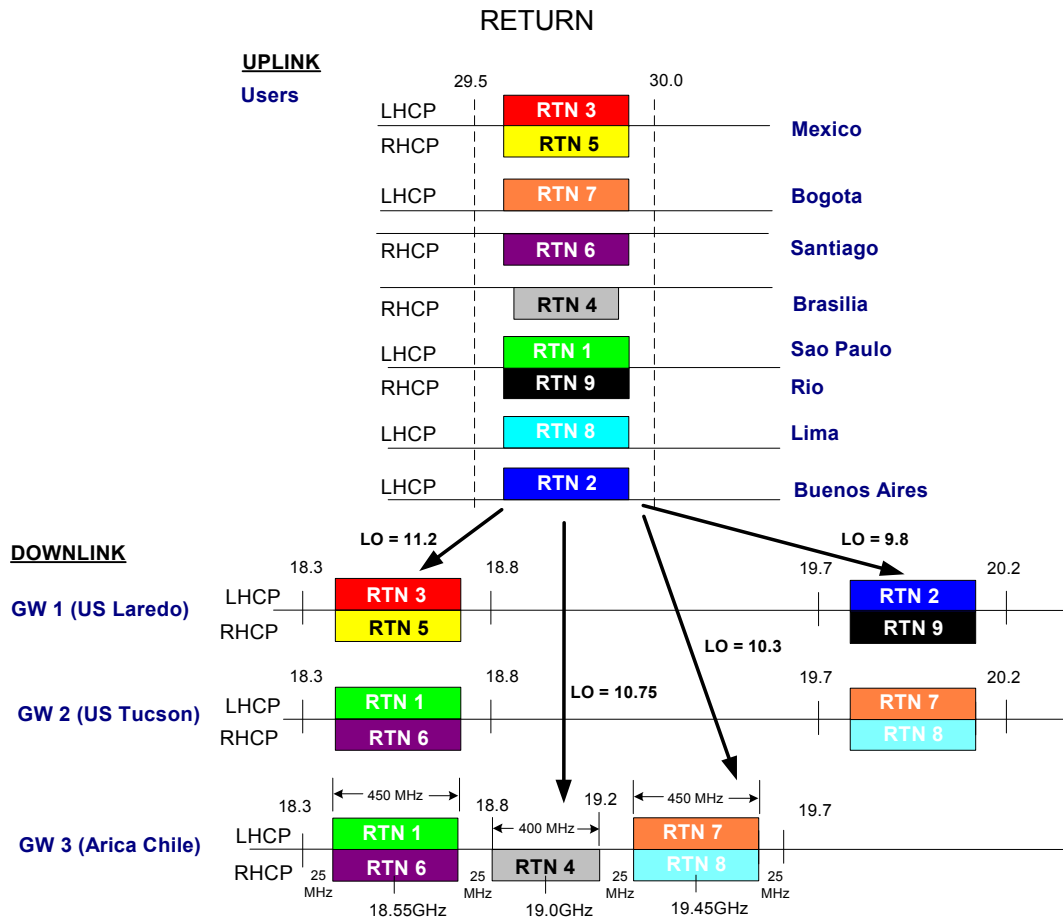 RETURN
UPLINK
Users
29.5
30.0
LHCP
RTN 3
RHCP
RTN 5
Mexico
LHCP
RTN 7
Bogota
RHCP
RTN 6
Santiago
RHCP
RTN 4
Brasilia
LHCP
RTN 1
Sao Paulo
RHCP
RTN 9
Rio
LHCP
RTN 8
Lima
LHCP
RTN 2
Buenos Aires
DOWNLINK
LO = 11.2
LO = 9.8
LO = 10.3
LO = 10.75
GW 1 (US Laredo)
18.3
18.8
19.7
20.2
LHCP
RTN 3
RTN 2
RHCP
RTN 5
RTN 9
GW 2 (US Tucson)
18.3
18.8
19.7
20.2
LHCP
RTN 1
RTN 7
RHCP
RTN 6
RTN 8
GW 3 (Arica Chile)
18.3
450 MHz
18.8
400 MHz
19.2
450 MHz
19.7
LHCP
RTN 1
RTN 7
RHCP
RTN 6
RTN 4
RTN 8
25 MHz
25 MHz
25 MHz
25 MHz
18.55GHz
19.0GHz
19.45GHz